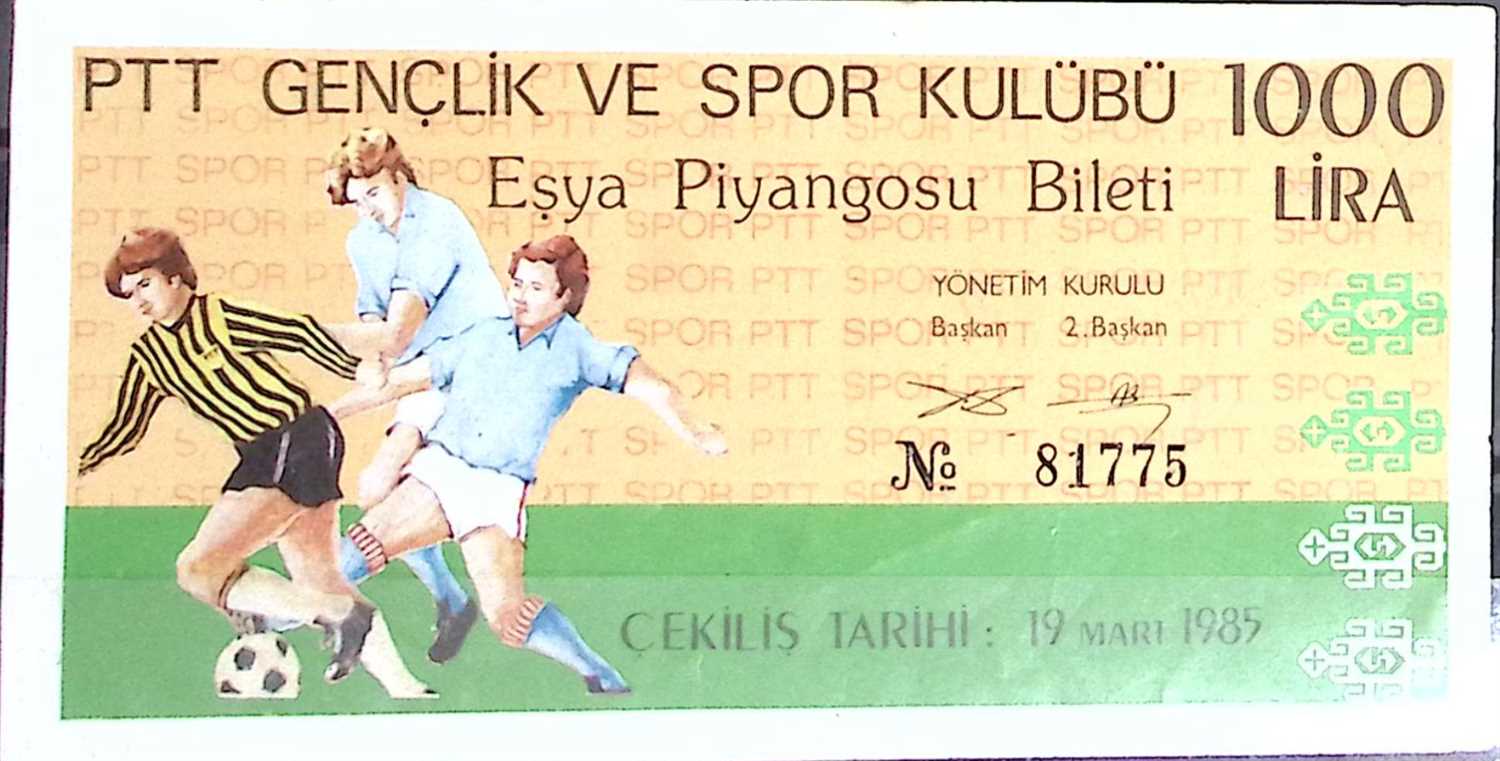 PTT GENÇLİK VE SPOR KULÜBÜ 1000
Eşya Piyangosu Bileti LİRA
YÖNETİM KURULU
Başkan 2.Başkan
№ 81775
ÇEKİLİŞ TARİHİ : 19 MART 1985